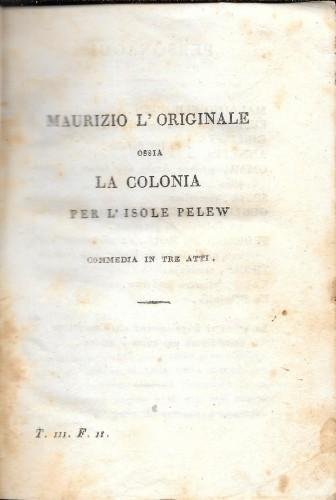 MAURIZIO L' ORIGINALE
OSSIA
LA COLONIA
PER L' ISOLE PELEW
COMMEDIA IN TRE ATTI.
T. III. F. II.